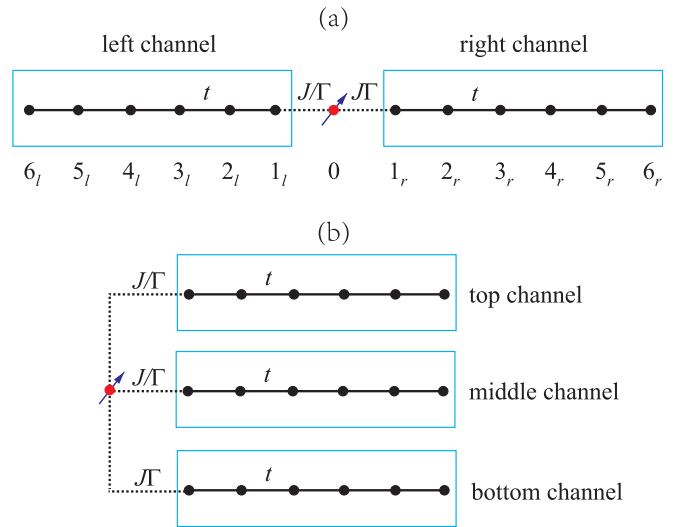 (a)
left channel right channel
t J/Γ JΓ t
6l 5l 4l 3l 2l 1l 0 1r 2r 3r 4r 5r 6r
(b)
J/Γ t
top channel
J/Γ t
middle channel
JΓ t
bottom channel